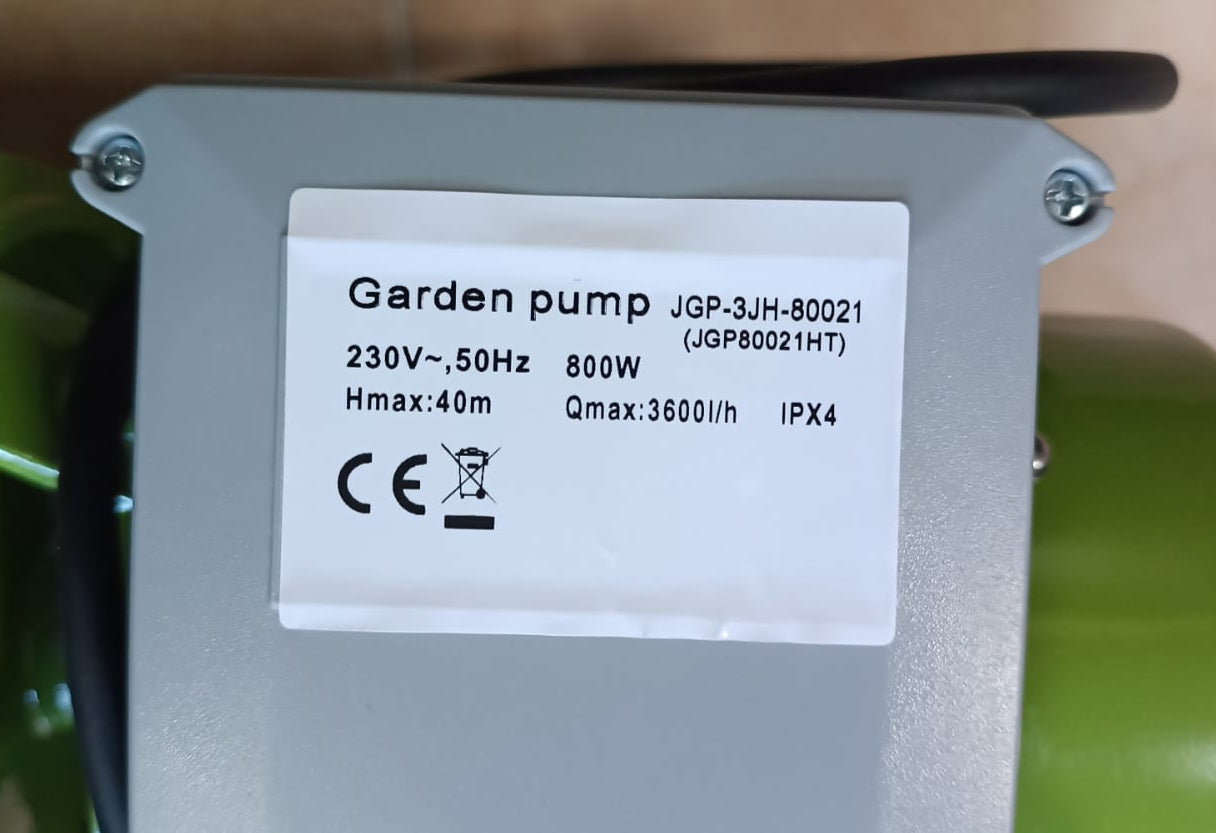 Garden pump JGP-3JH-80021
(JGP80021HT)
230V~,50Hz 800W
Hmax:40m Qmax:3600l/h IPX4
CE